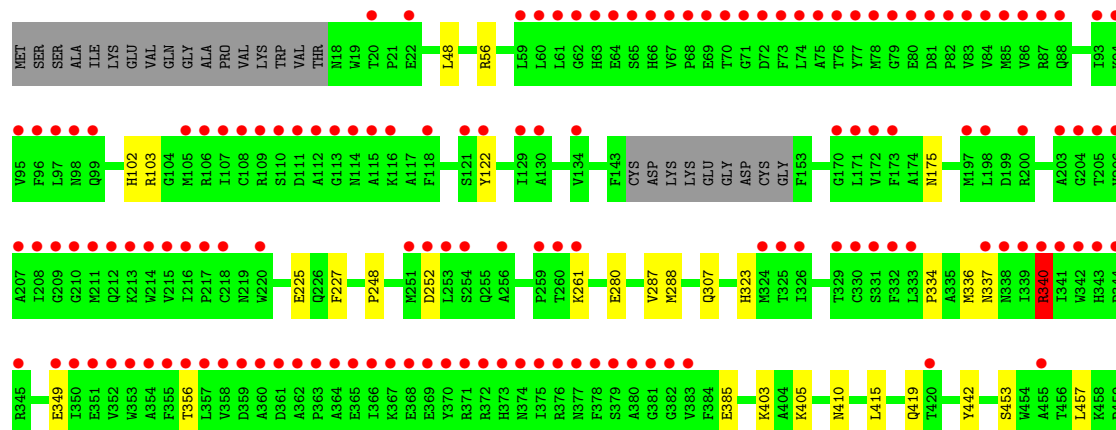 MET SER SER ALA ILE LYS GLU VAL GLN GLY ALA PRO VAL LYS TRP VAL THR N18 W19 T20 P21 E22 L48 R56 L59 L60 L61 G62 H63 E64 S65 H66 V67 P68 E69 T70 G71 D72 F73 L74 A75 T76 Y77 M78 G79 E80 D81 P82 V83 V84 M85 V86 R87 Q88 I93
V95 F96 L97 N98 Q99 H102 R103 G104 M105 R106 I107 C108 R109 S110 D111 A112 G113 N114 A115 K116 A117 F118 S121 Y122 I129 A130 V134 F143 CYS ASP LYS LYS GLU GLY ASP CYS GLY F153 G170 L171 V172 F173 A174 N175 M197 L198 D199 R200 A203 G204 T205
A207 I208 G209 G210 M211 Q212 K213 W214 V215 I216 P217 C218 N219 W220 E225 Q226 F227 P248 M251 D252 L253 S254 Q255 A256 P259 T260 K261 E280 V287 M288 Q307 H323 M324 T325 I326 T329 C330 S331 F332 L333 P334 A335 M336 N337 N338 I339 R340 I341 W342 H343
R345 E349 I350 E351 V352 W353 A354 F355 T356 L357 V358 D359 A360 D361 A362 P363 A364 E365 I366 K367 E368 E369 Y370 R371 R372 H373 N374 I375 R376 N377 F378 S379 A380 G381 G382 V383 F384 E385 K403 A404 K405 N410 L415 Q419 T420 Y442 S453 W454 A455 T456 L457 K458